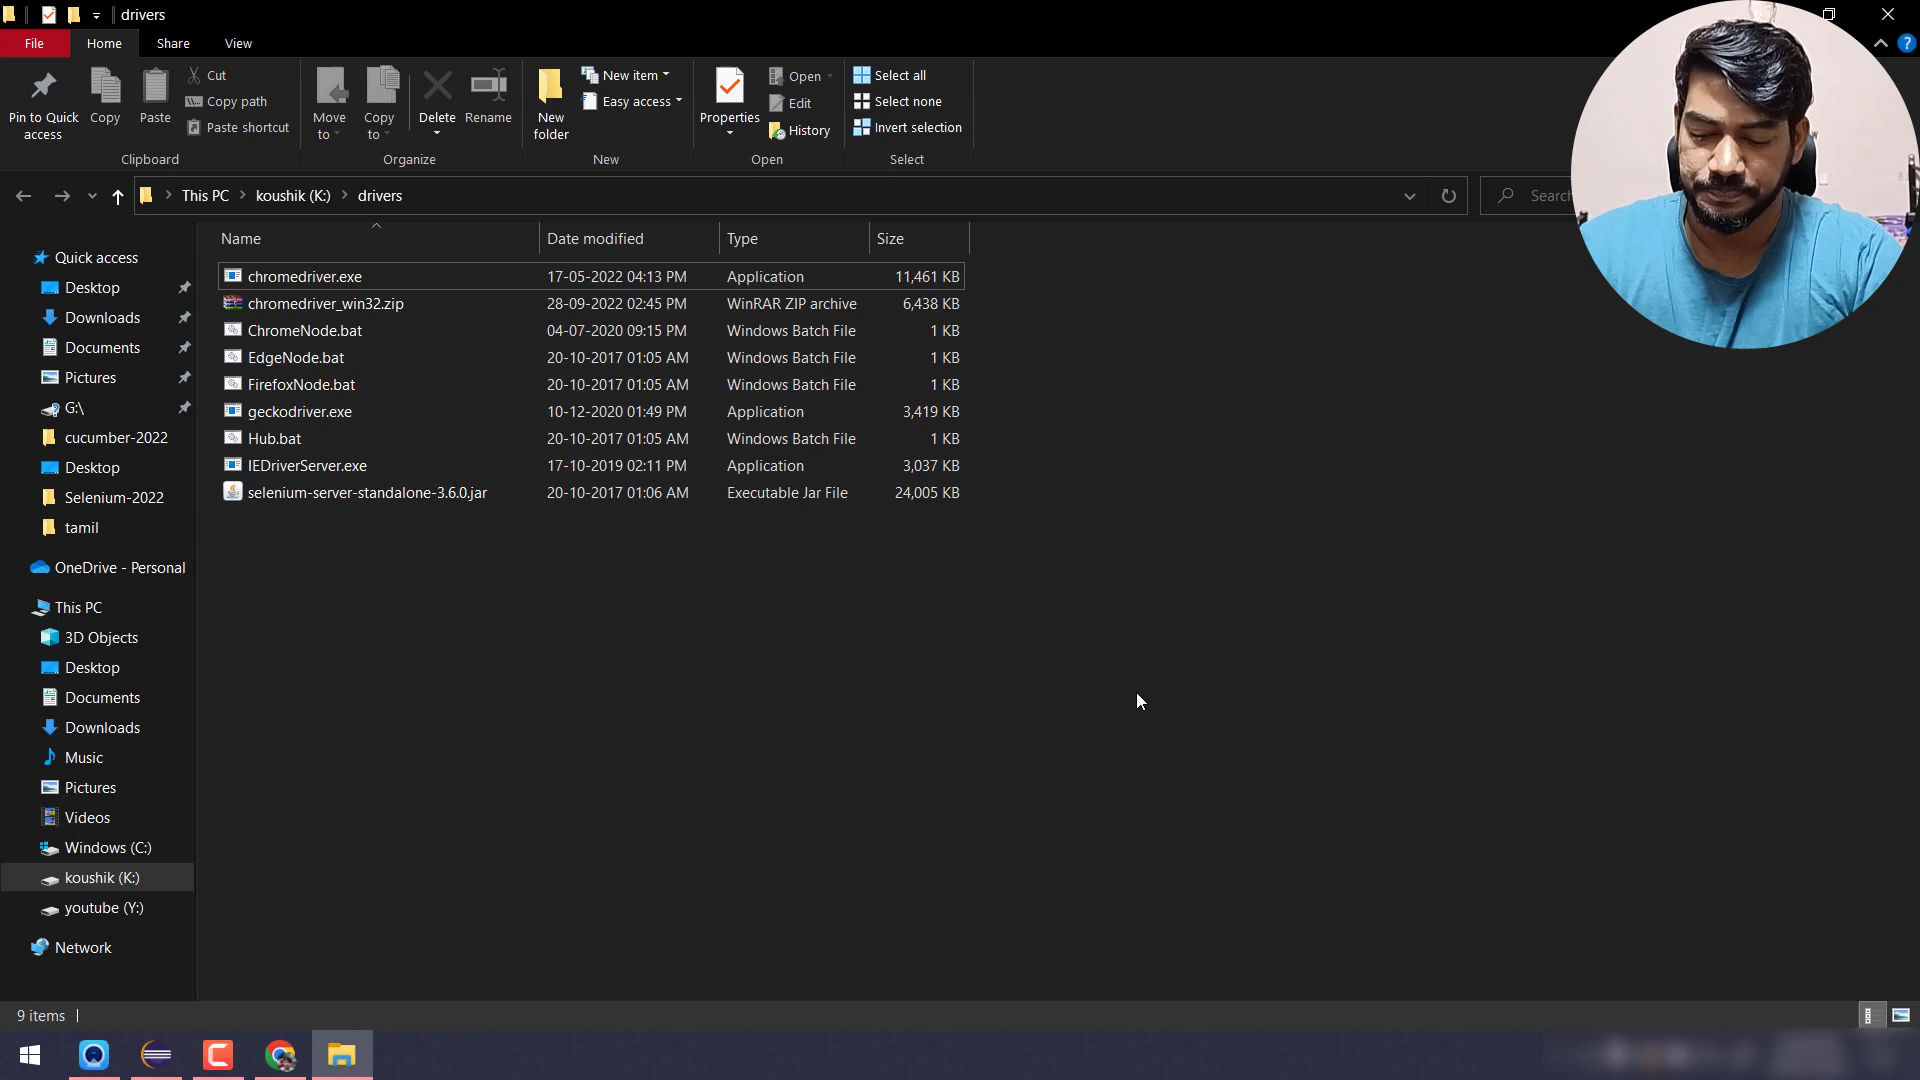 drivers
File Home Share View
Pin to Quick access
Copy
Paste
Cut
Copy path
Paste shortcut
Clipboard
Move to
Copy to
Delete
Rename
Organize
New folder
New item
Easy access
New
Properties
Open
Edit
History
Open
Select all
Select none
Invert selection
Select
This PC koushik (K:) drivers
Name Date modified Type Size
chromedriver.exe 17-05-2022 04:13 PM Application 11,461 KB
chromedriver_win32.zip 28-09-2022 02:45 PM WinRAR ZIP archive 6,438 KB
ChromeNode.bat 04-07-2020 09:15 PM Windows Batch File 1 KB
EdgeNode.bat 20-10-2017 01:05 AM Windows Batch File 1 KB
FirefoxNode.bat 20-10-2017 01:05 AM Windows Batch File 1 KB
geckodriver.exe 10-12-2020 01:49 PM Application 3,419 KB
Hub.bat 20-10-2017 01:05 AM Windows Batch File 1 KB
IEDriverServer.exe 17-10-2019 02:11 PM Application 3,037 KB
selenium-server-standalone-3.6.0.jar 20-10-2017 01:06 AM Executable Jar File 24,005 KB
Quick access
Desktop
Downloads
Documents
Pictures
G:\
cucumber-2022
Desktop
Selenium-2022
tamil
OneDrive - Personal
This PC
3D Objects
Desktop
Documents
Downloads
Music
Pictures
Videos
Windows (C:)
koushik (K:)
youtube (Y:)
Network
9 items